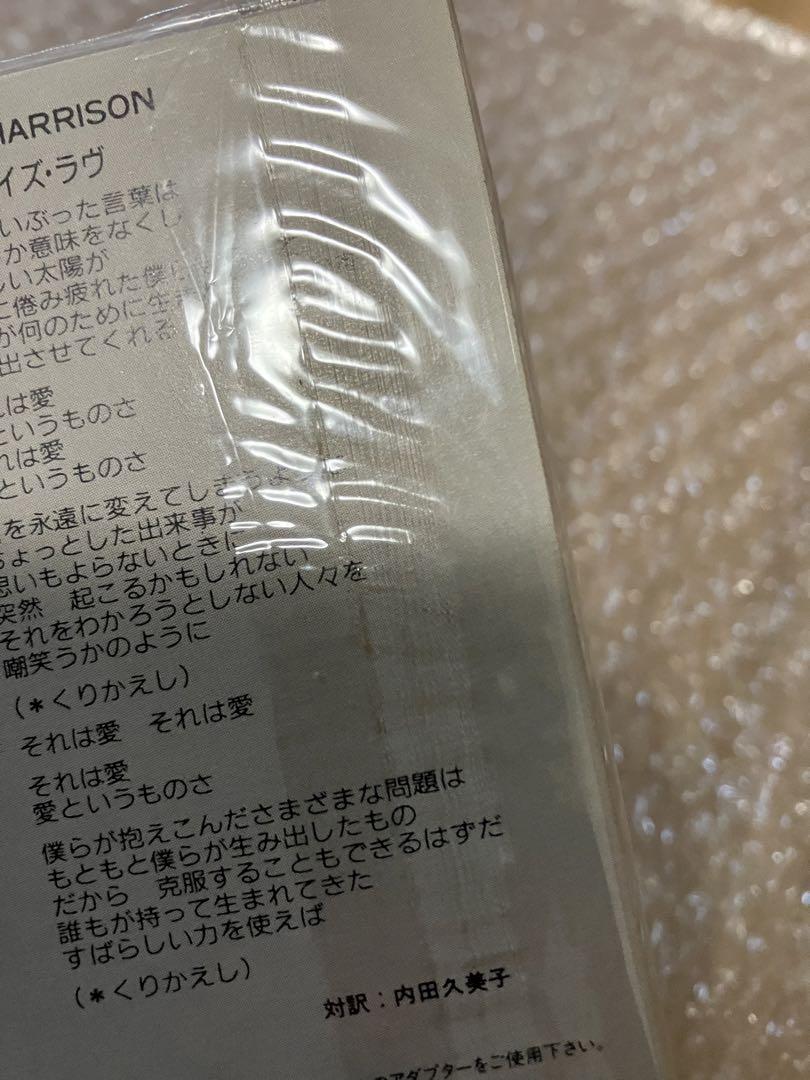 HARRISON
イズ・ラヴ
いぶった言葉は
か意味をなくし
しい太陽が
に倦み疲れた僕に
が何のために生き
出させてくれる
れは愛
というものさ
れは愛
というものさ
を永遠に変えてしまうような
ちょっとした出来事が
想いもよらないときに
突然 起こるかもしれない
それをわかろうとしない人々を
嘲笑うかのように
(*くりかえし)
それは愛 それは愛
それは愛
愛というものさ
僕らが抱えこんださまざまな問題は
もともと僕らが生み出したもの
だから 克服することもできるはずだ
誰もが持って生まれてきた
すばらしい力を使えば
(*くりかえし)
対訳：内田久美子
のアダプターをご使用下さい。